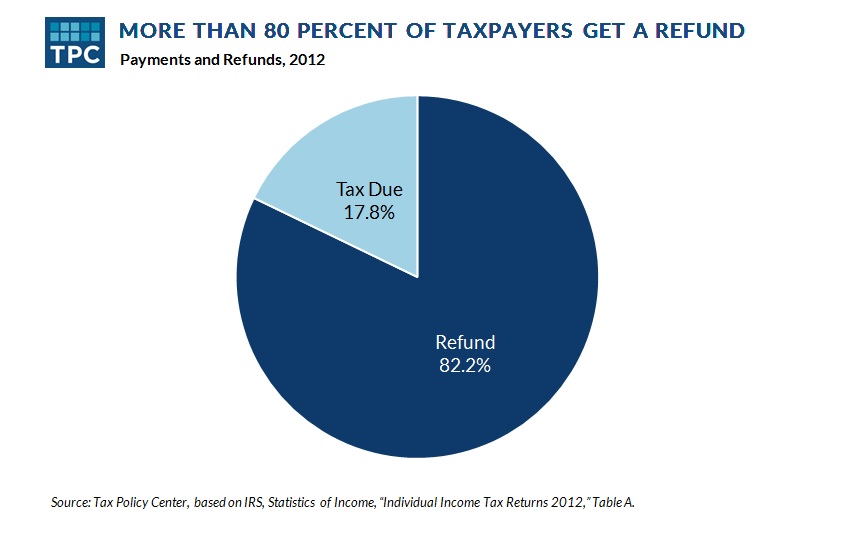 TPC
MORE THAN 80 PERCENT OF TAXPAYERS GET A REFUND
Payments and Refunds, 2012
Tax Due
17.8%
Refund
82.2%
Source: Tax Policy Center, based on IRS, Statistics of Income, “Individual Income Tax Returns 2012,” Table A.